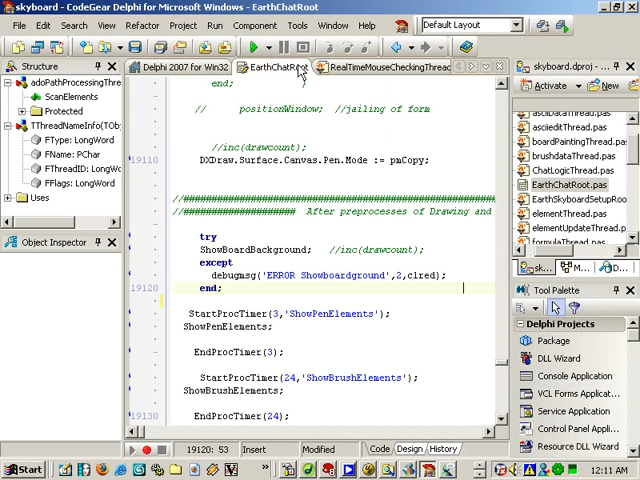 skyboard - CodeGear Delphi for Microsoft Windows - EarthChatRoot
File Edit Search View Refactor Project Run Component Tools Window Help
Default Layout
Structure
Delphi 2007 for Win32 EarthChatRoot RealTimeMouseCheckingThread
skyboard.dproj - ...
adoPathProcessingThre
ScanElements
Protected
TThreadNameInfo(TObj
FType: LongWord
FName: PChar
FThreadID: LongWo
FFlags: LongWord
Uses
Object Inspector
end;
// positionWindow; //jailing of form
//inc(drawcount);
19110 DXDraw.Surface.Canvas.Pen.Mode := pmCopy;
//####################### After preprocesses of Drawing and
try
ShowBoardBackground; //inc(drawcount);
except
debugmsg('ERROR Showboardground',2,clred);
19120 end;
StartProcTimer(3,'ShowPenElements');
ShowPenElements;
EndProcTimer(3);
StartProcTimer(24,'ShowBrushElements');
ShowBrushElements;
19130 EndProcTimer(24);
19120: 53 Insert Modified Code Design History
Activate New
asciieditThread.pas
boardPaintingThread.pas
brushdataThread.pas
ChatLogicThread.pas
EarthChatRoot.pas
EarthSkyboardSetupRoo
elementThread.pas
elementUThread.pas
formulaThread.pas
sk... M... D...
Tool Palette
Delphi Projects
Package
DLL Wizard
Console Application
VCL Forms Applicat...
Service Application
Control Panel Appl...
Resource DLL Wizard
Start
12:11 AM